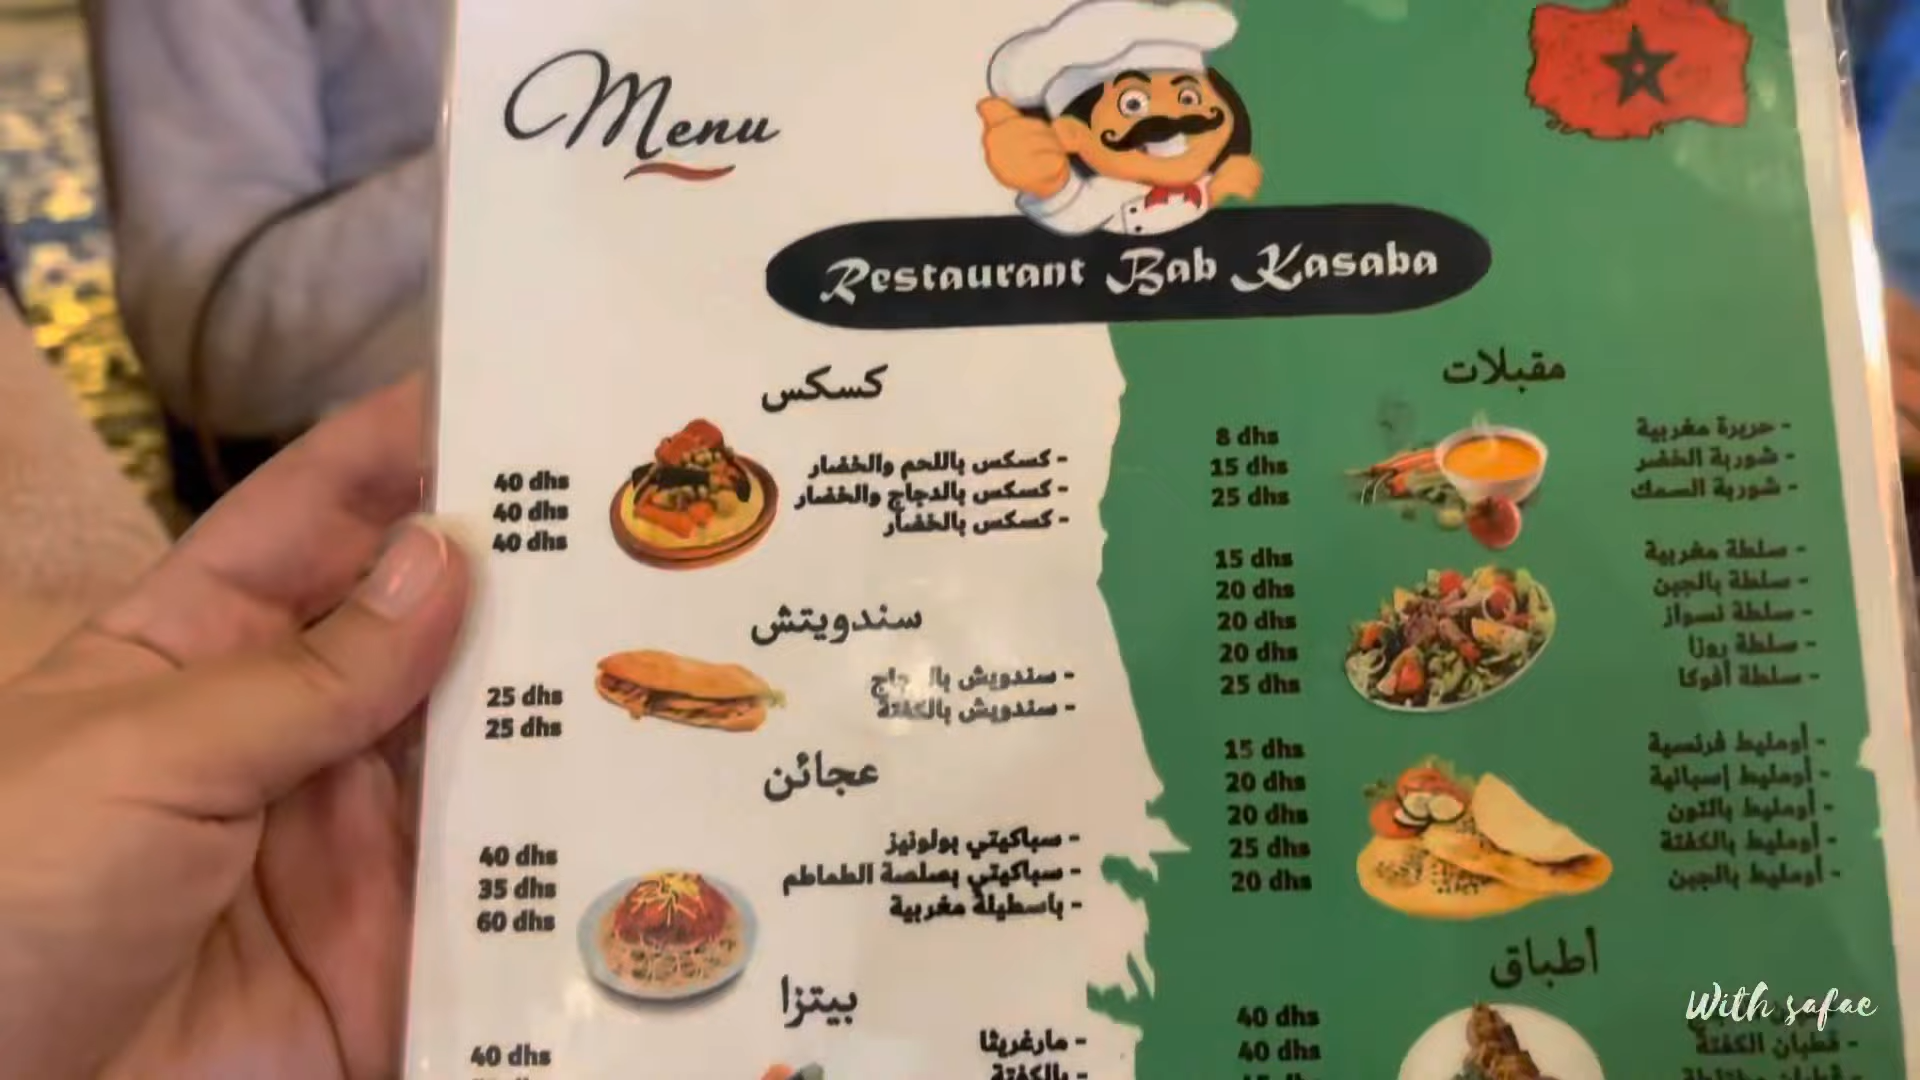 Menu
Restaurant Bab Kasaba
مقبلات
- حريرة مغربية 8 dhs
- شوربة الخضر 15 dhs
- شوربة السمك 25 dhs
- سلطة مغربية 15 dhs
- سلطة بالجبن 20 dhs
- سلطة نسواز 20 dhs
- سلطة روزا 20 dhs
- سلطة أفوكا 25 dhs
- أومليط فرنسية 15 dhs
- أومليط إسبانية 20 dhs
- أومليط بالتون 20 dhs
- أومليط بالكفتة 25 dhs
- أومليط بالجبن 20 dhs
أطباق
40 dhs
- قطبان الكفتة 40 dhs
كسكس
- كسكس باللحم والخضار 40 dhs
- كسكس بالدجاج والخضار 40 dhs
- كسكس بالخضار 40 dhs
سندويتش
- سندويش 25 dhs
- سندويش بالكفتة 25 dhs
عجائن
- سباكيتي بولونيز 40 dhs
- سباكيتي بصلصة الطماطم 35 dhs
- باسطيلة مغربية 60 dhs
بيتزا
- مارغريثا 40 dhs
- بالكفتة
With safae